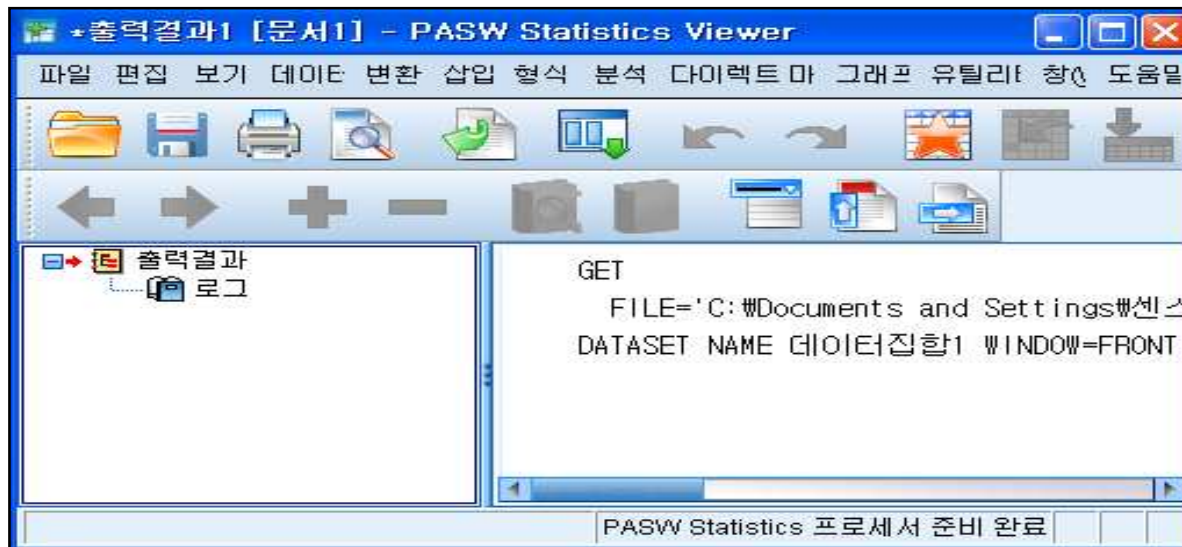 *출력결과1 [문서1] - PASW Statistics Viewer
파일 편집 보기 데이터 변환 삽입 형식 분석 다이렉트 마 그래프 유틸리티 창 도움말
출력결과
로그
GET
FILE='C:₩Documents and Settings₩센스
DATASET NAME 데이터집합1 WINDOW=FRONT
PASW Statistics 프로세서 준비 완료